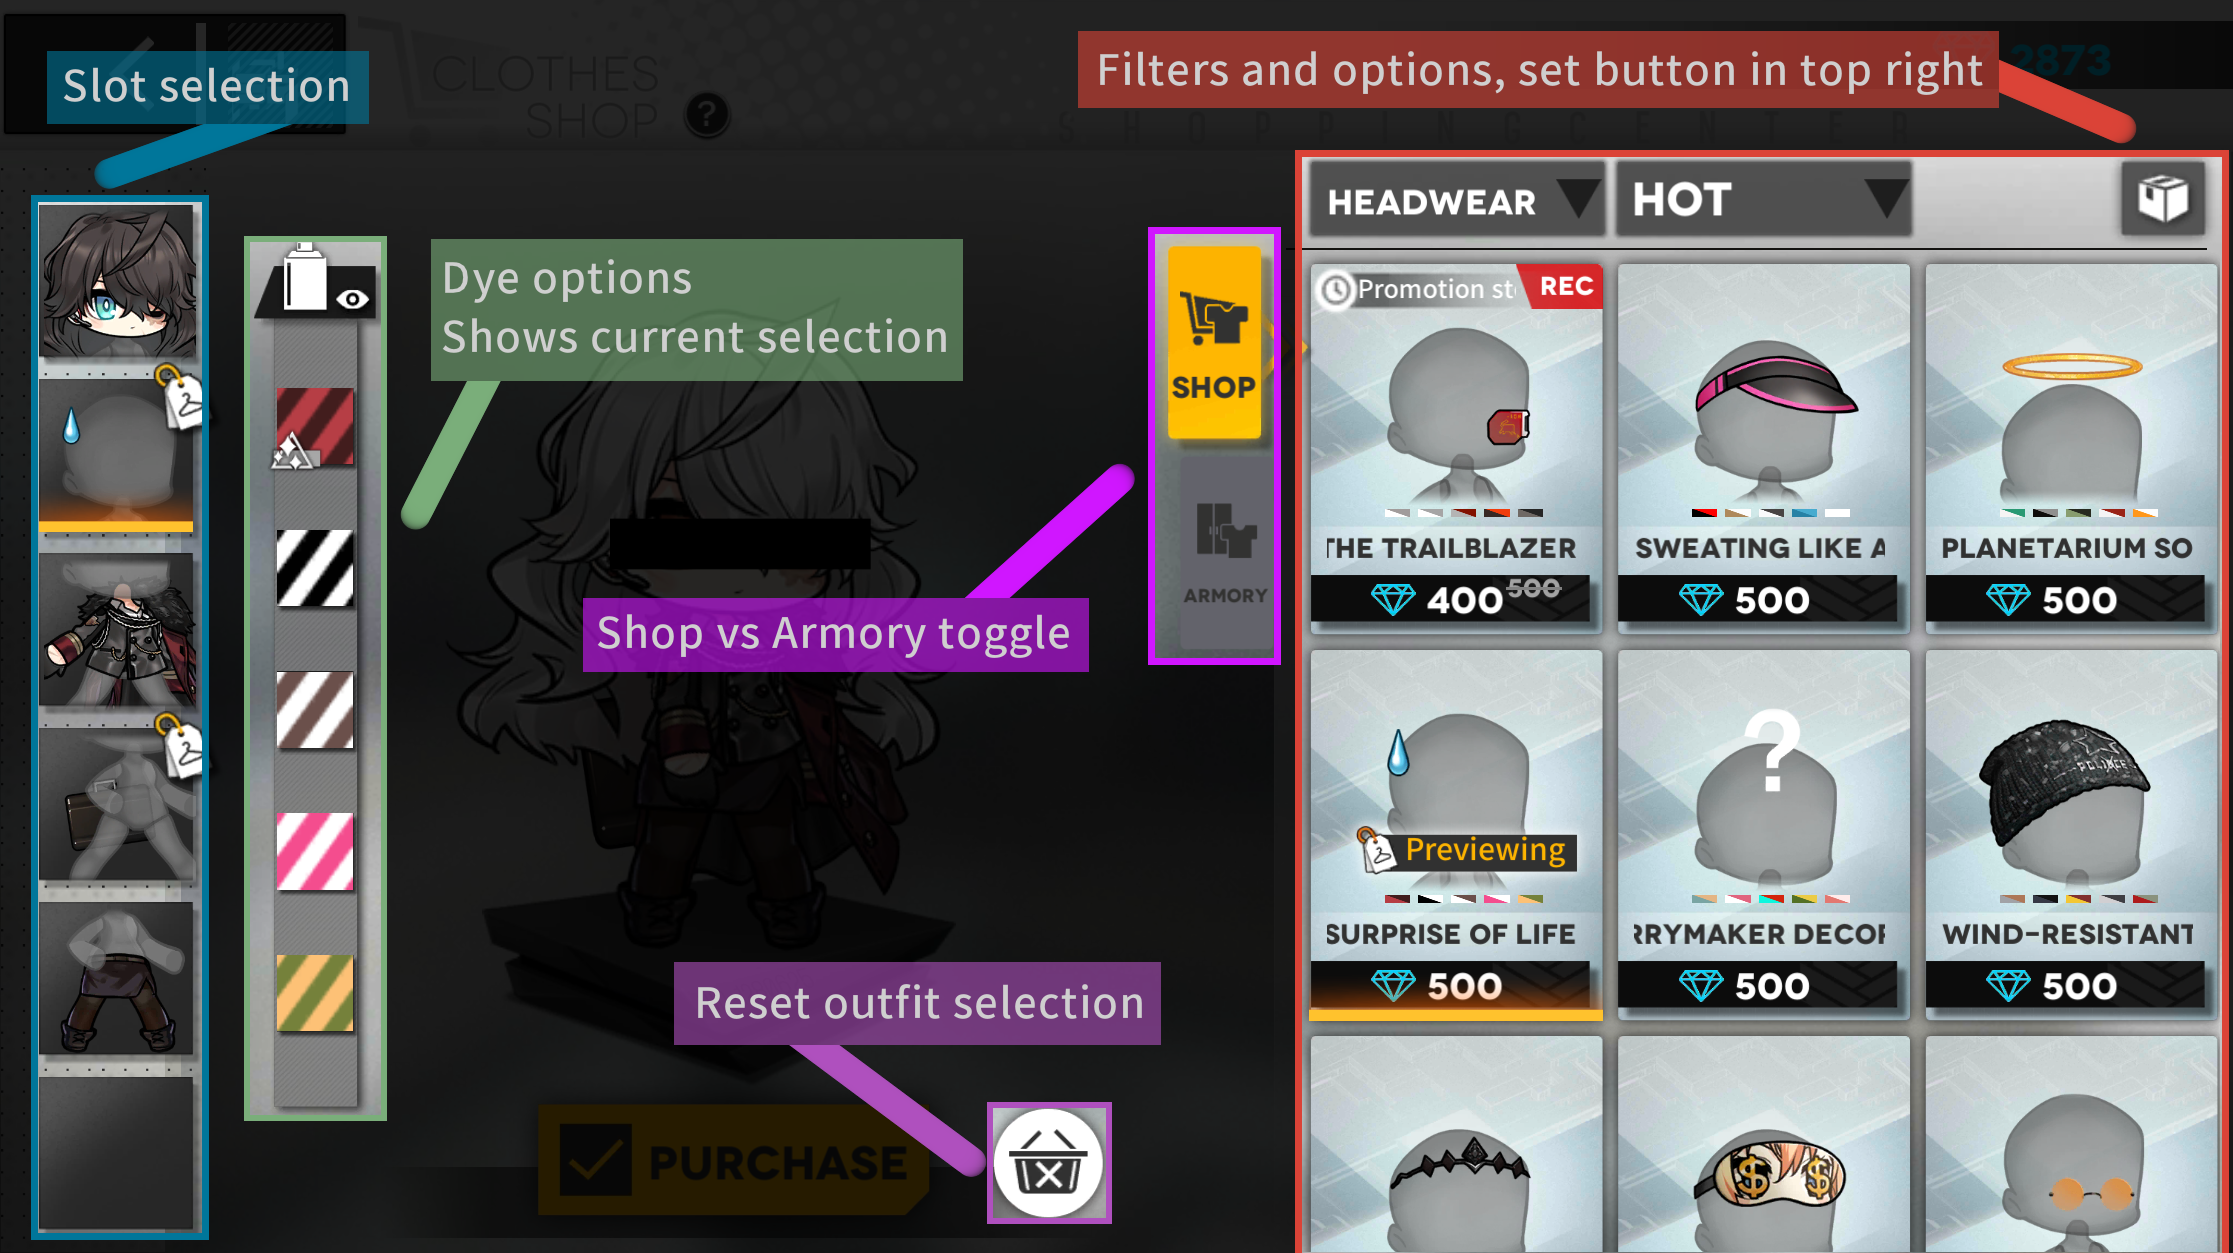 Slot selection
CLOTHES
SHOP
?
Filters and options, set button in top right
2873
SHOPPING CENTER
HEADWEAR
HOT
Dye options
Shows current selection
SHOP
ARMORY
Shop vs Armory toggle
Promotion st
REC
THE TRAILBLAZER
400 500
SWEATING LIKE A
500
PLANETARIUM SO
500
Previewing
SURPRISE OF LIFE
500
?
RRYMAKER DECOR
500
POLICE
WIND-RESISTANT
500
Reset outfit selection
PURCHASE
$ $